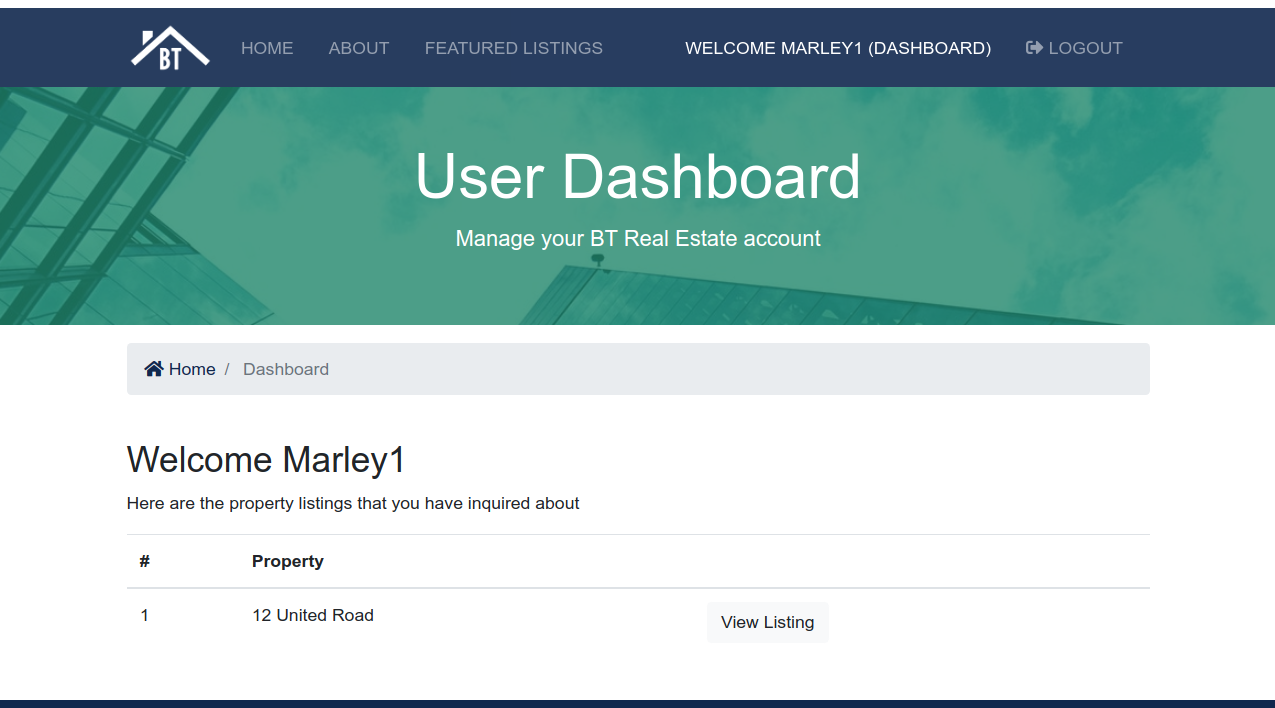 BT HOME ABOUT FEATURED LISTINGS WELCOME MARLEY1 (DASHBOARD) LOGOUT
User Dashboard
Manage your BT Real Estate account
Home / Dashboard
Welcome Marley1
Here are the property listings that you have inquired about
# Property
1 12 United Road View Listing